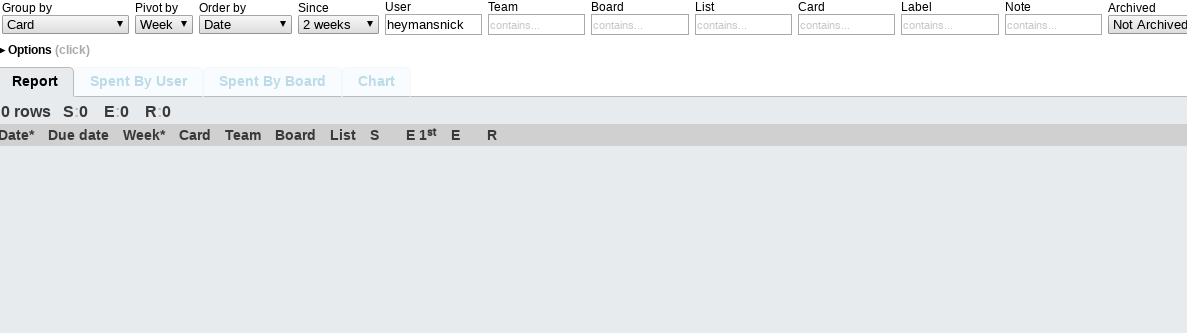 Group by Pivot by Order by Since User Team Board List Card Label Note Archived
Card Week Date 2 weeks heymansnick contains... contains... contains... contains... contains... contains... Not Archived
Options (click)
Report Spent By User Spent By Board Chart
0 rows S:0 E:0 R:0
Date* Due date Week* Card Team Board List S E 1st E R